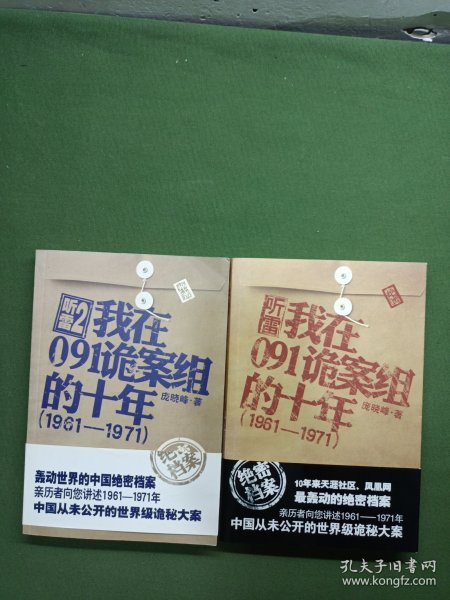 听雷2
我在
091诡案组
的十年
庞晓峰·著
(1961—1971)
绝密
档案
轰动世界的中国绝密档案
亲历者向您讲述1961—1971年
中国从未公开的世界级诡秘大案
听雷
我在
091诡案组
的十年
庞晓峰·著
(1961—1971)
绝密
档案
10年来天涯社区、凤凰网
最轰动的绝密档案
亲历者向您讲述1961——1971年
中国从未公开的世界级诡秘大案
孔夫子旧书网
www.kongfz.com